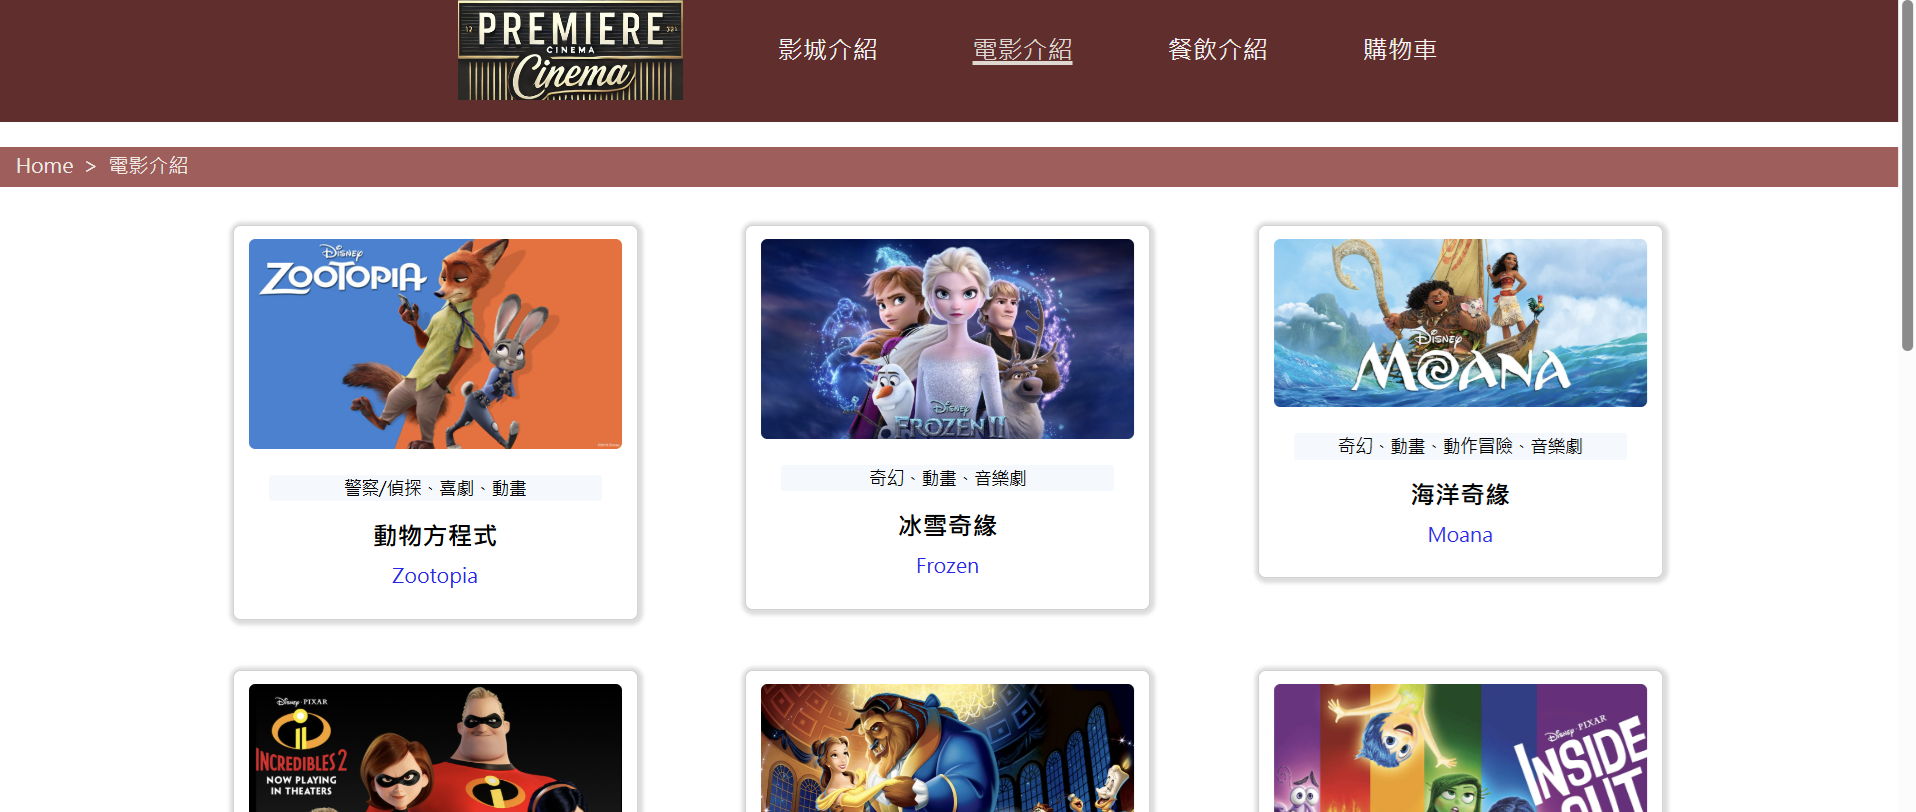 PREMIERE
CINEMA
Cinema
影城介紹
電影介紹
餐飲介紹
購物車
Home > 電影介紹
Disney
ZOOTOPIA
警察/偵探、喜劇、動畫
動物方程式
Zootopia
Disney
FROZEN II
奇幻、動畫、音樂劇
冰雪奇緣
Frozen
Disney
MOANA
奇幻、動畫、動作冒險、音樂劇
海洋奇緣
Moana
Disney · PIXAR
INCREDIBLES 2
NOW PLAYING
IN THEATERS
Disney · PIXAR
INSIDE
OUT